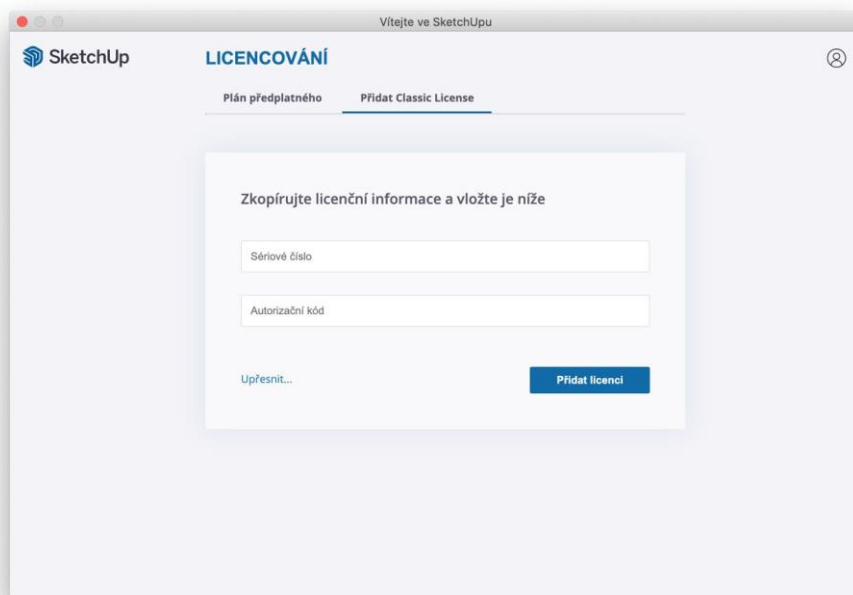 Vítejte ve SketchUpu
SketchUp
LICENCOVÁNÍ
Plán předplatného
Přidat Classic License
Zkopírujte licenční informace a vložte je níže
Sériové číslo
Autorizační kód
Upřesnit...
Přidat licenci